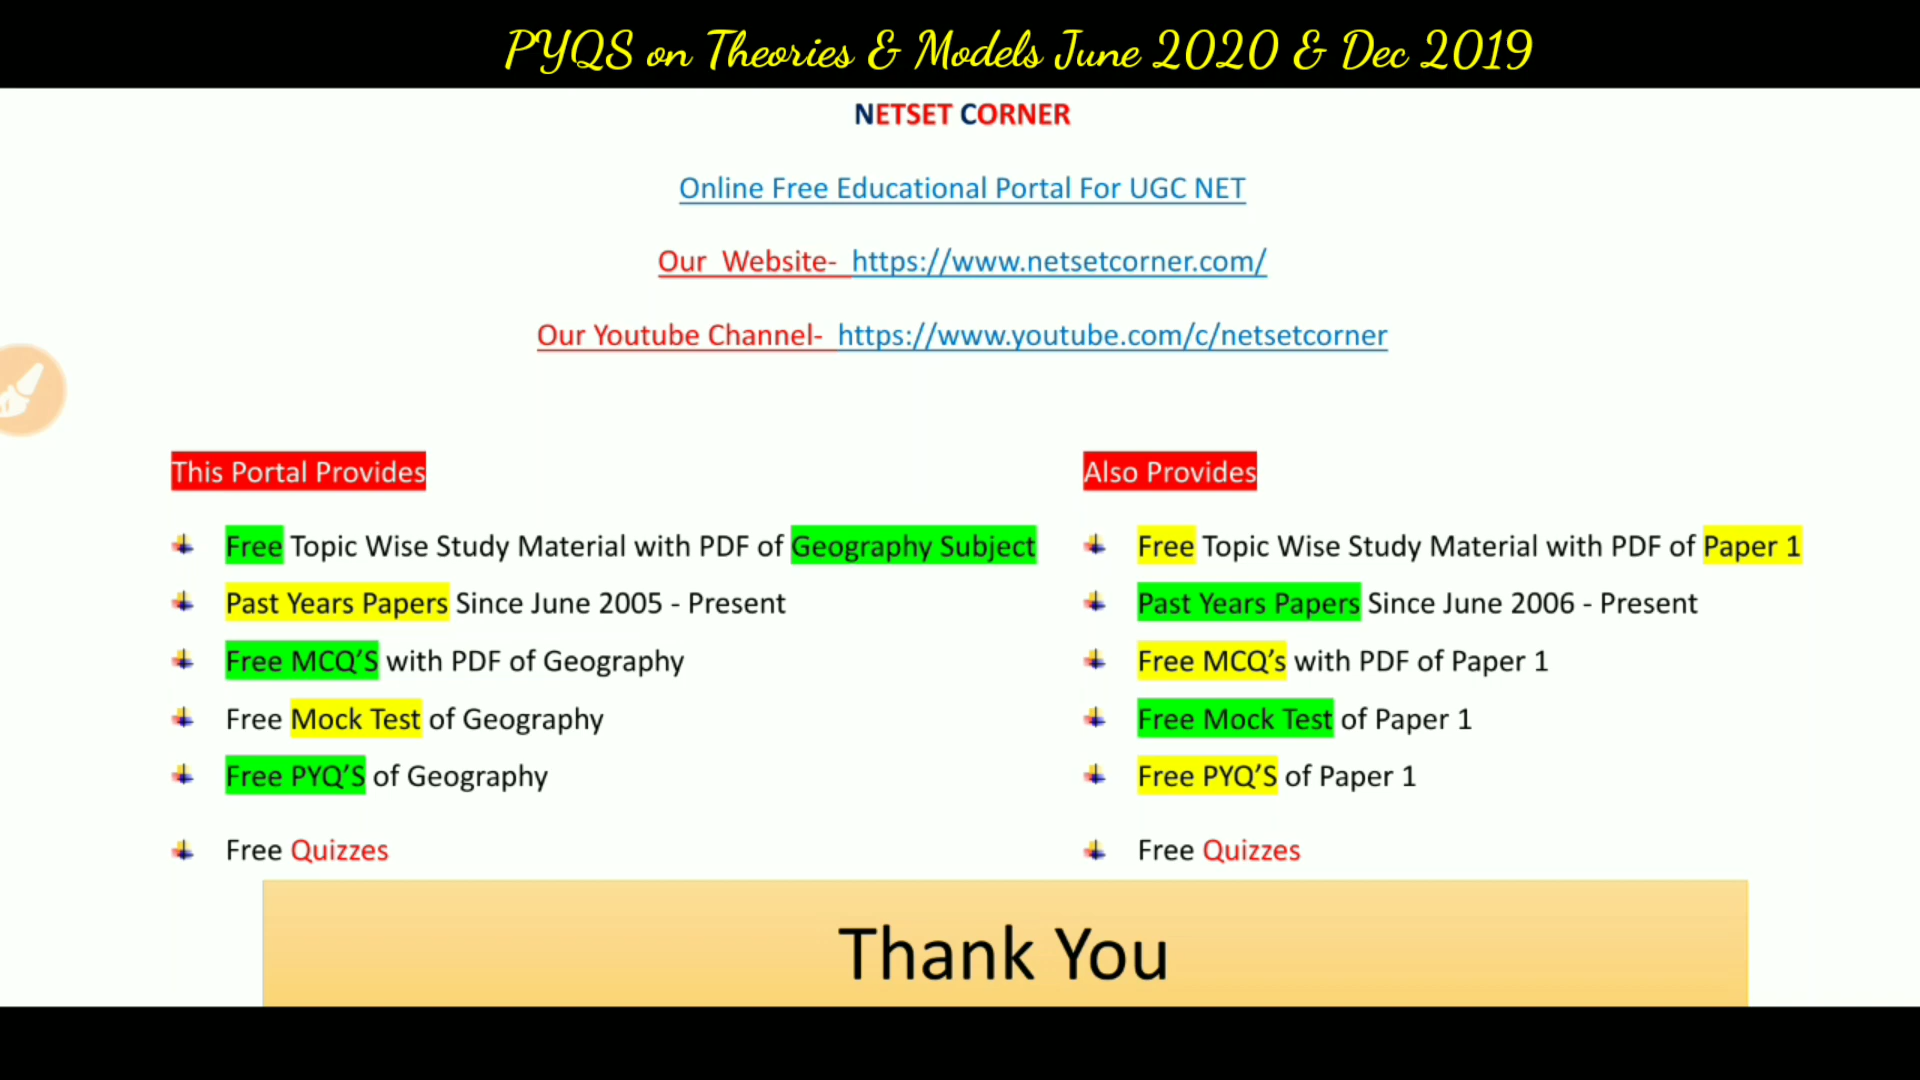 PYQS on Theories & Models June 2020 & Dec 2019
NETSET CORNER
Online Free Educational Portal For UGC NET
Our Website- https://www.netsetcorner.com/
Our Youtube Channel- https://www.youtube.com/c/netsetcorner
This Portal Provides
Free Topic Wise Study Material with PDF of Geography Subject
Past Years Papers Since June 2005 - Present
Free MCQ’S with PDF of Geography
Free Mock Test of Geography
Free PYQ’S of Geography
Free Quizzes
Also Provides
Free Topic Wise Study Material with PDF of Paper 1
Past Years Papers Since June 2006 - Present
Free MCQ’s with PDF of Paper 1
Free Mock Test of Paper 1
Free PYQ’S of Paper 1
Free Quizzes
Thank You